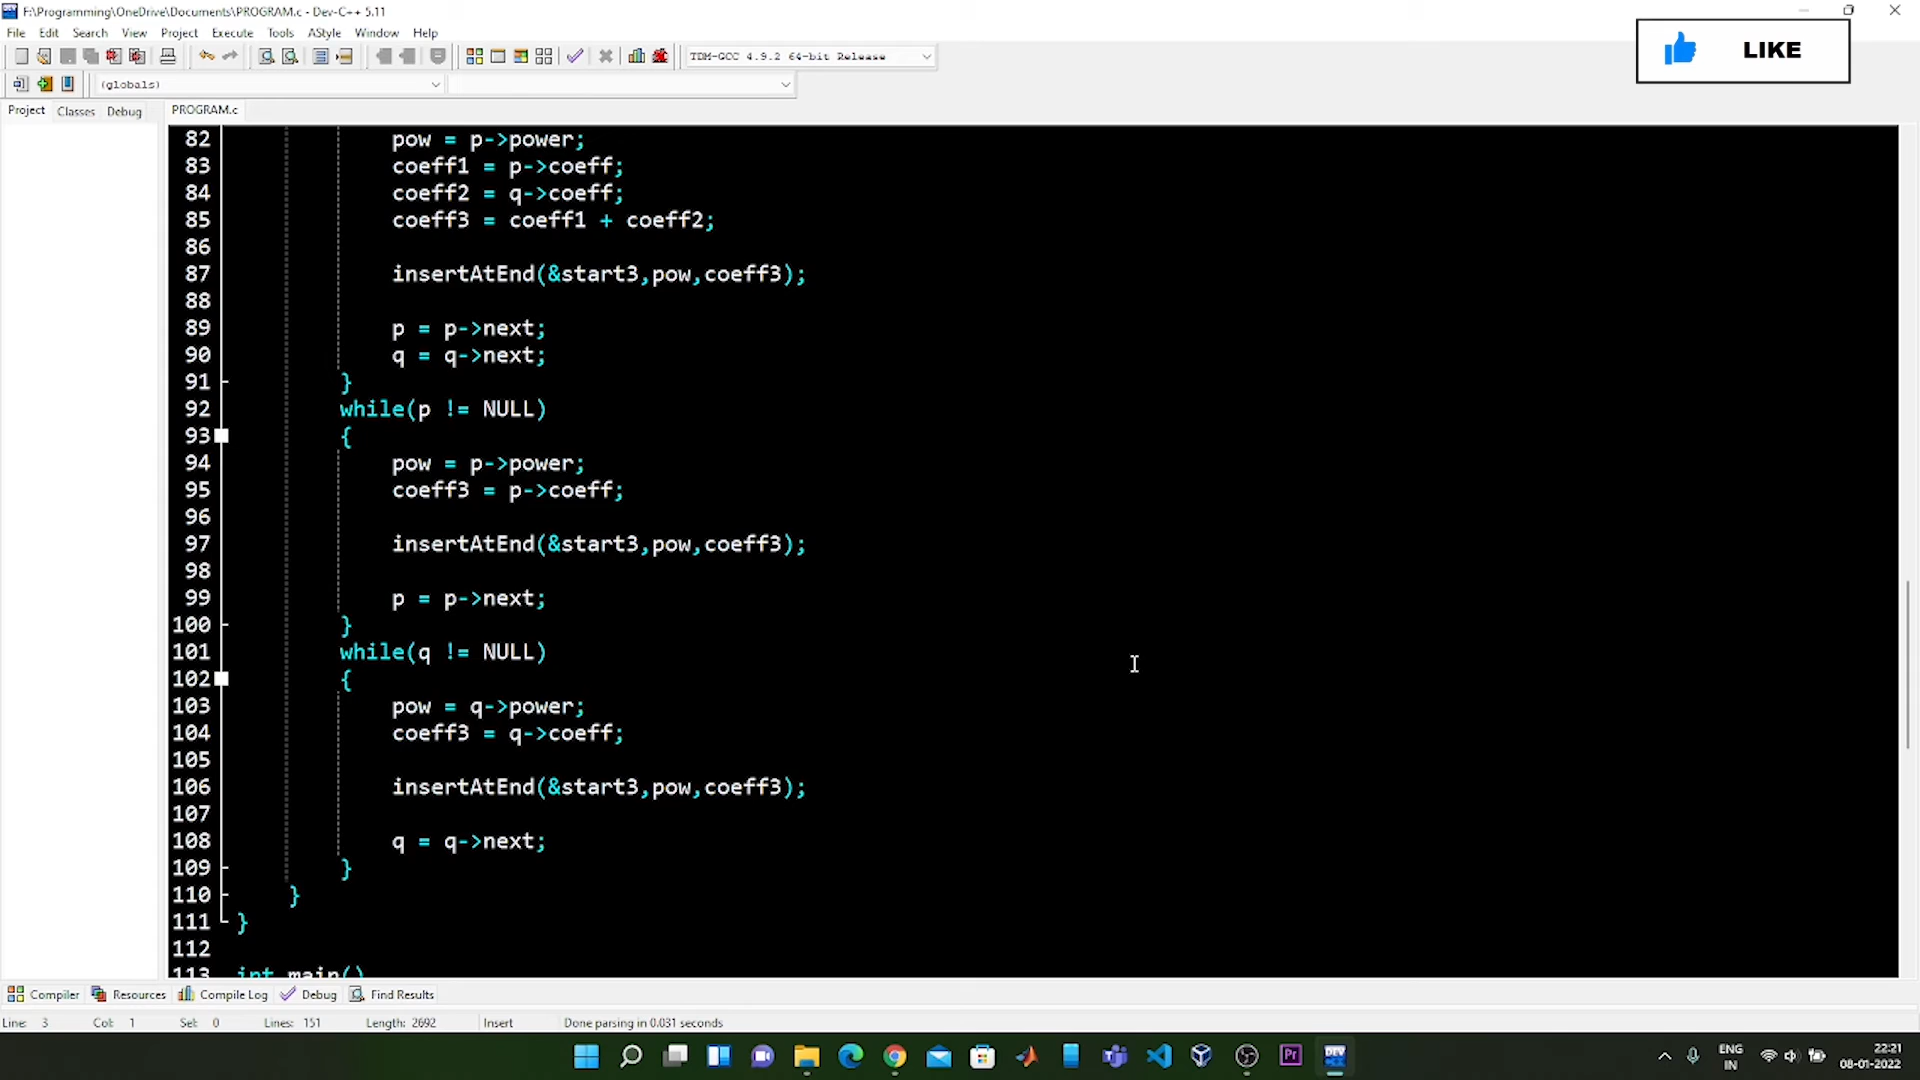 F:\Programming\OneDrive\Documents\PROGRAM.c - Dev-C++ 5.11
File Edit Search View Project Execute Tools AStyle Window Help
LIKE
TDM-GCC 4.9.2 64-bit Release
(globals)
Project Classes Debug PROGRAM.c
82 pow = p->power;
83 coeff1 = p->coeff;
84 coeff2 = q->coeff;
85 coeff3 = coeff1 + coeff2;
86
87 insertAtEnd(&start3,pow,coeff3);
88
89 p = p->next;
90 q = q->next;
91 }
92 while(p != NULL)
93 {
94 pow = p->power;
95 coeff3 = p->coeff;
96
97 insertAtEnd(&start3,pow,coeff3);
98
99 p = p->next;
100 }
101 while(q != NULL)
102 {
103 pow = q->power;
104 coeff3 = q->coeff;
105
106 insertAtEnd(&start3,pow,coeff3);
107
108 q = q->next;
109 }
110 }
111 }
112
113 int main()
Compiler Resources Compile Log Debug Find Results
Line: 3 Col: 1 Sel: 0 Lines: 151 Length: 2692 Insert Done parsing in 0.031 seconds
Pr
DEV
ENG
IN
22:21
08-01-2022